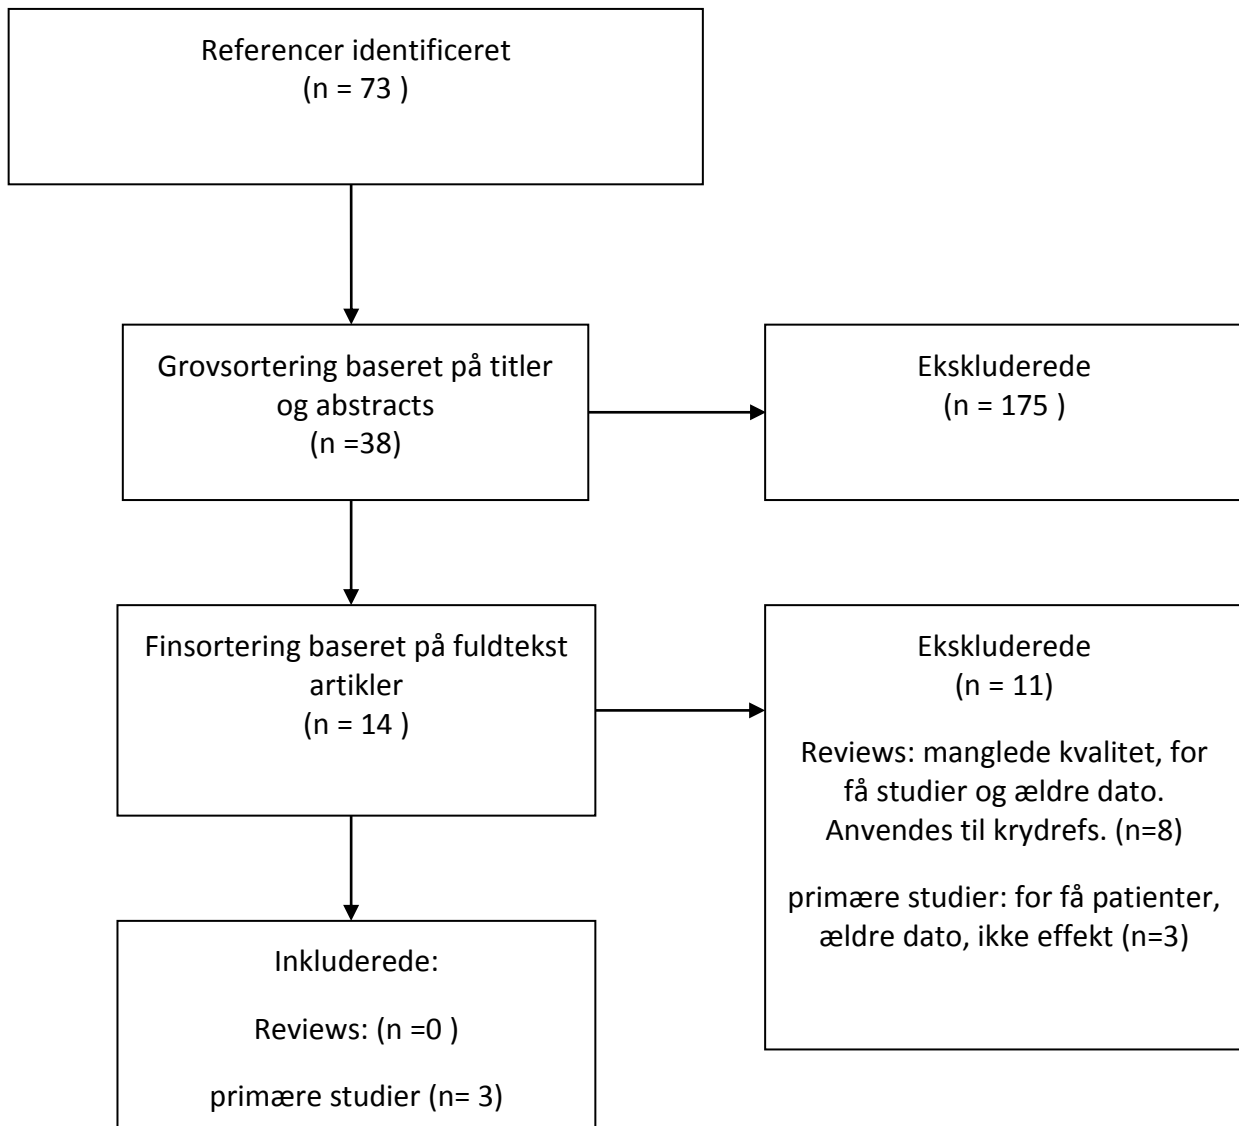 Referencer identificeret
(n = 73 )
Grovsortering baseret på titler
og abstracts
(n =38)
Ekskluderede
(n = 175 )
Finsortering baseret på fuldtekst
artikler
(n = 14 )
Ekskluderede
(n = 11)
Reviews: manglede kvalitet, for
få studier og ældre dato.
Anvendes til krydrefs. (n=8)
primære studier: for få patienter,
ældre dato, ikke effekt (n=3)
Inkluderede:
Reviews: (n =0 )
primære studier (n= 3)